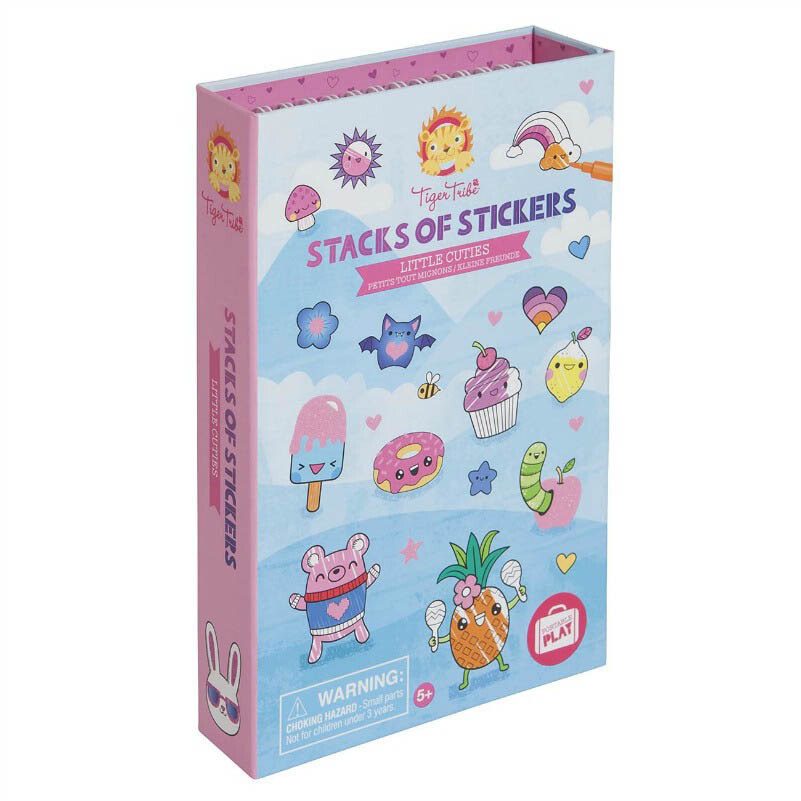 Tiger Tribe
STACKS OF STICKERS
LITTLE CUTIES
PETITS TOUT MIGNONS / KLEINE FREUNDE
PORTABLE
PLAY
WARNING:
CHOKING HAZARD - Small parts
Not for children under 3 years.
5+
Tiger Tribe
STACKS OF STICKERS
LITTLE CUTIES